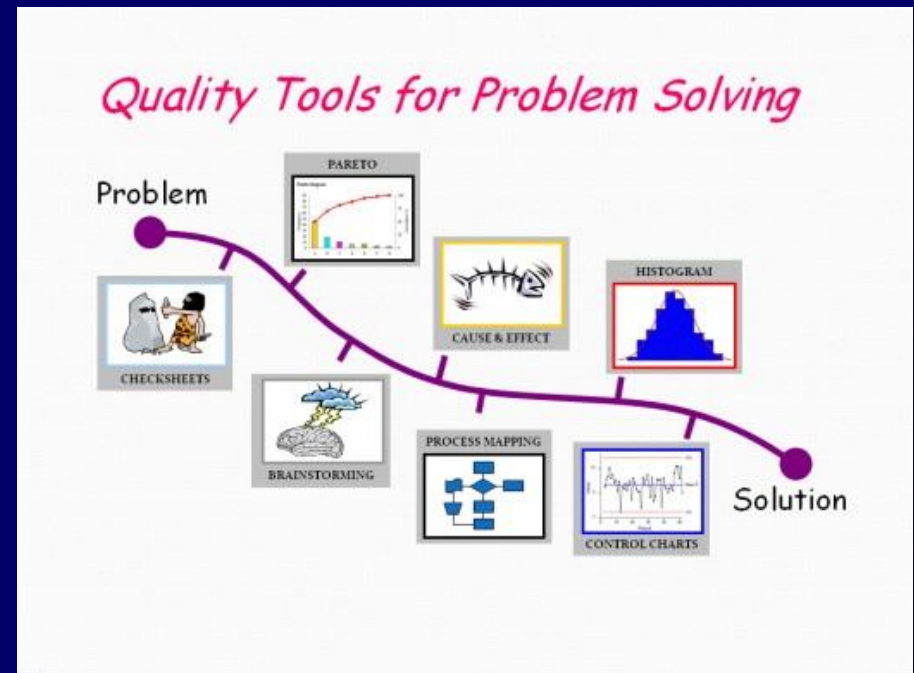 Quality Tools for Problem Solving
PARETO
Problem
CAUSE & EFFECT
HISTOGRAM
CHECKSHEETS
BRAINSTORMING
PROCESS MAPPING
CONTROL CHARTS
Solution